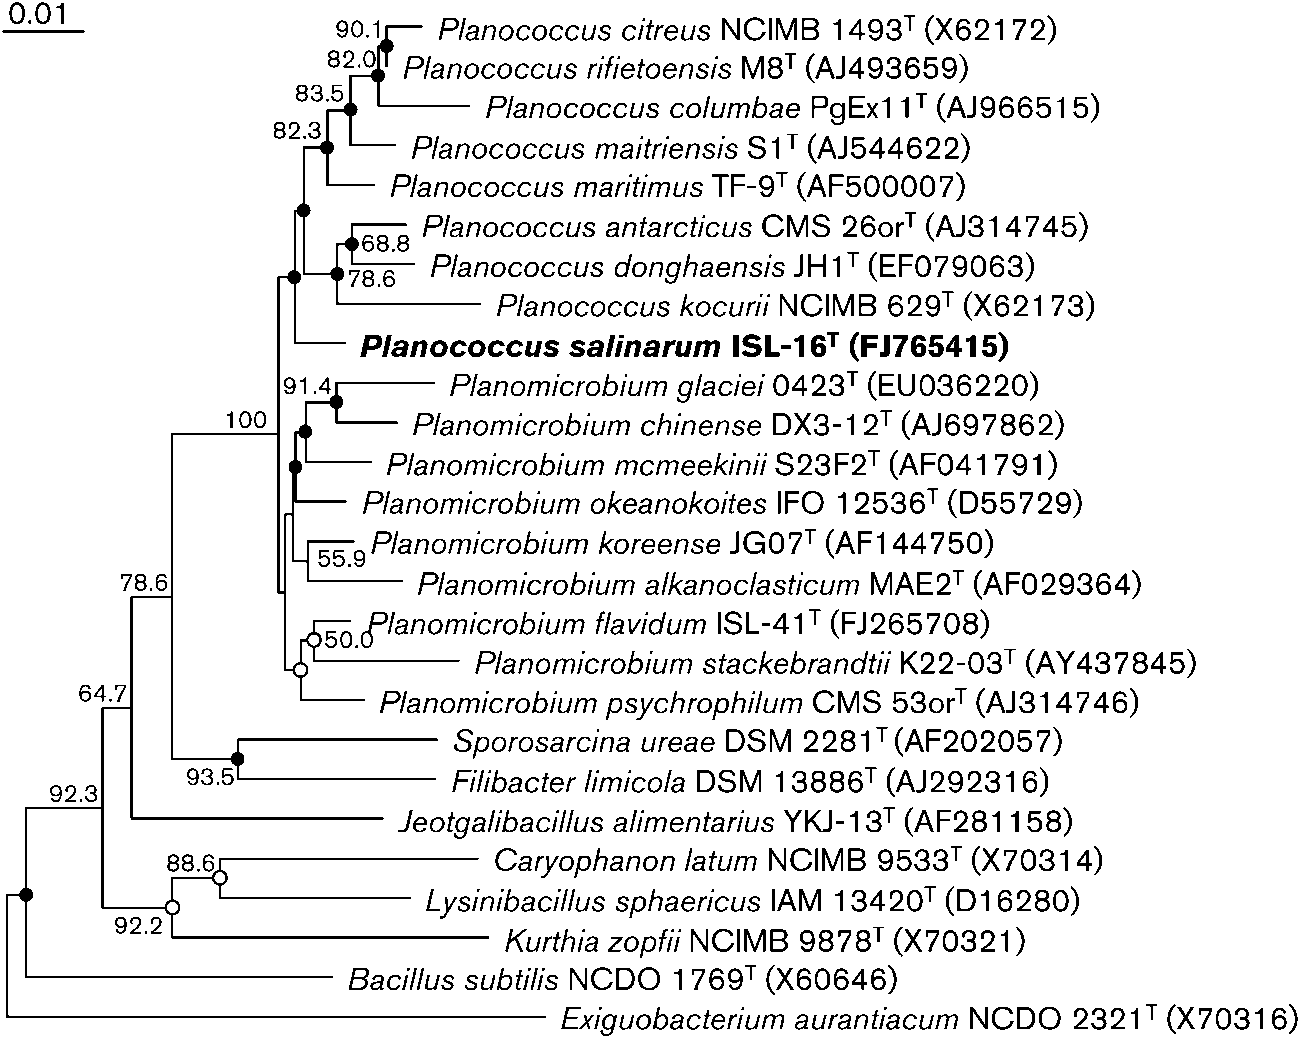 0.01
90.1
Planococcus citreus NCIMB 1493T (X62172)
82.0
Planococcus rifietoensis M8T (AJ493659)
83.5
Planococcus columbae PgEx11T (AJ966515)
82.3
Planococcus maitriensis S1T (AJ544622)
Planococcus maritimus TF-9T (AF500007)
Planococcus antarcticus CMS 26orT (AJ314745)
68.8
Planococcus donghaensis JH1T (EF079063)
78.6
Planococcus kocurii NCIMB 629T (X62173)
Planococcus salinarum ISL-16T (FJ765415)
91.4
Planomicrobium glaciei 0423T (EU036220)
100
Planomicrobium chinense DX3-12T (AJ697862)
Planomicrobium mcmeekinii S23F2T (AF041791)
Planomicrobium okeanokoites IFO 12536T (D55729)
Planomicrobium koreense JG07T (AF144750)
55.9
78.6
Planomicrobium alkanoclasticum MAE2T (AF029364)
Planomicrobium flavidum ISL-41T (FJ265708)
50.0
Planomicrobium stackebrandtii K22-03T (AY437845)
64.7
Planomicrobium psychrophilum CMS 53orT (AJ314746)
Sporosarcina ureae DSM 2281T (AF202057)
93.5
Filibacter limicola DSM 13886T (AJ292316)
92.3
Jeotgalibacillus alimentarius YKJ-13T (AF281158)
88.6
Caryophanon latum NCIMB 9533T (X70314)
Lysinibacillus sphaericus IAM 13420T (D16280)
92.2
Kurthia zopfii NCIMB 9878T (X70321)
Bacillus subtilis NCDO 1769T (X60646)
Exiguobacterium aurantiacum NCDO 2321T (X70316)